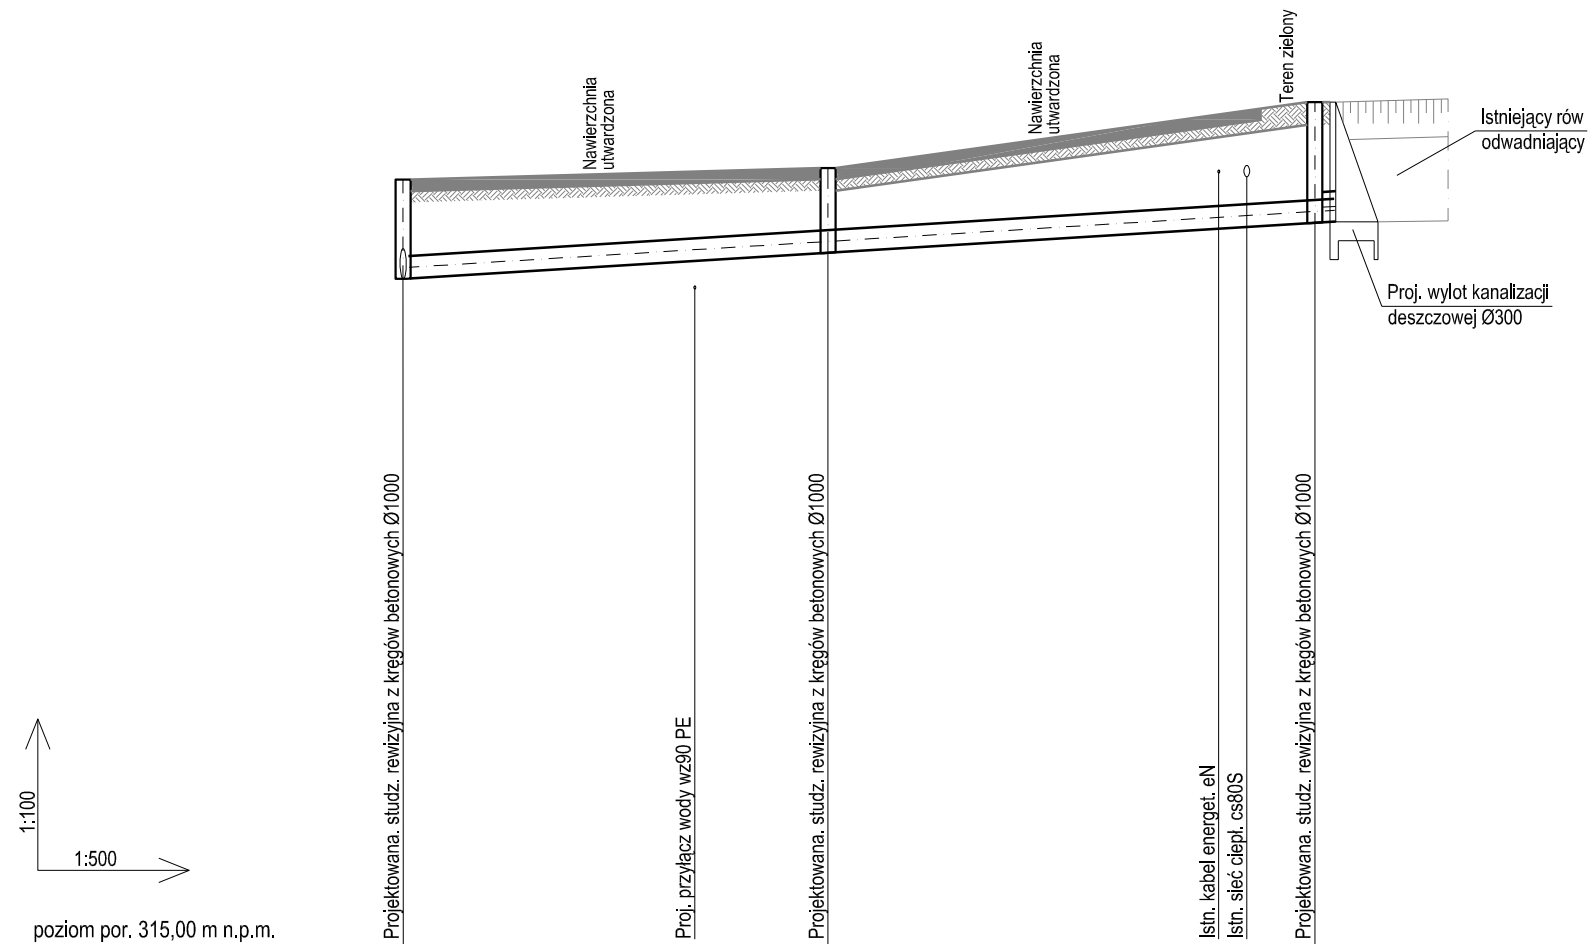 Nawierzchnia
utwardzona
Nawierzchnia
utwardzona
Teren zielony
Istniejący rów
odwadniający
Proj. wylot kanalizacji
deszczowej Ø300
Projektowana. studz. rewizyjna z kręgów betonowych Ø1000
Proj. przyłącz wody wz90 PE
Projektowana. studz. rewizyjna z kręgów betonowych Ø1000
Istn. kabel energet. eN
Istn. sieć ciepł. cs80S
Projektowana. studz. rewizyjna z kręgów betonowych Ø1000
1:100
1:500
poziom por. 315,00 m n.p.m.